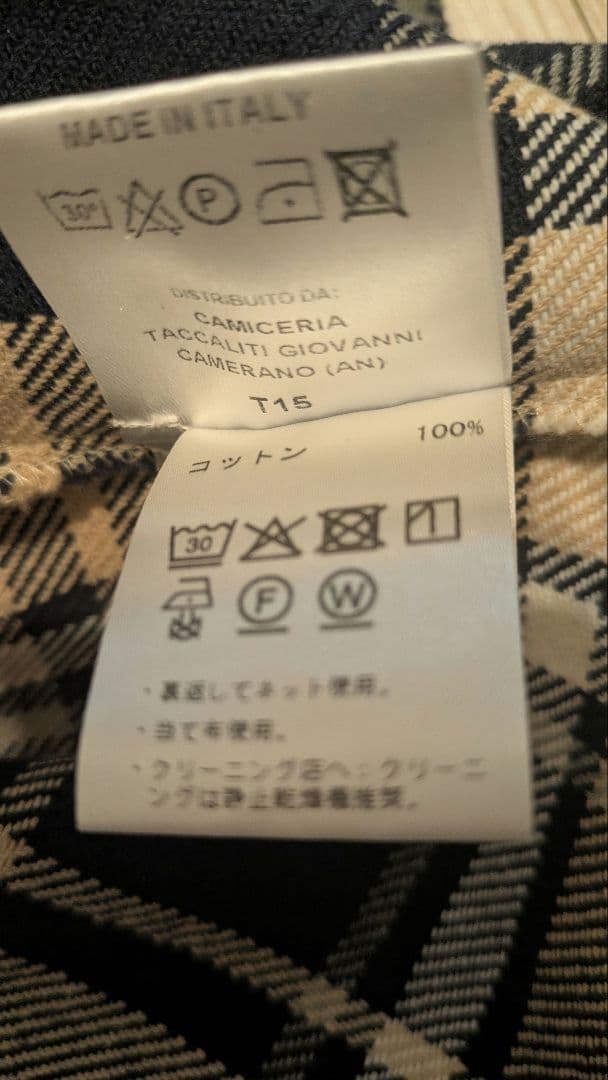 MADE IN ITALY
30°
P
DISTRIBUITO DA:
CAMICERIA
TACCALITI GIOVANNI
CAMERANO (AN)
T15
コットン 100%
30
F W
・裏返してネット使用。
・当て布使用。
・クリーニング店へ：クリーニ
ングは静止乾燥機推奨。